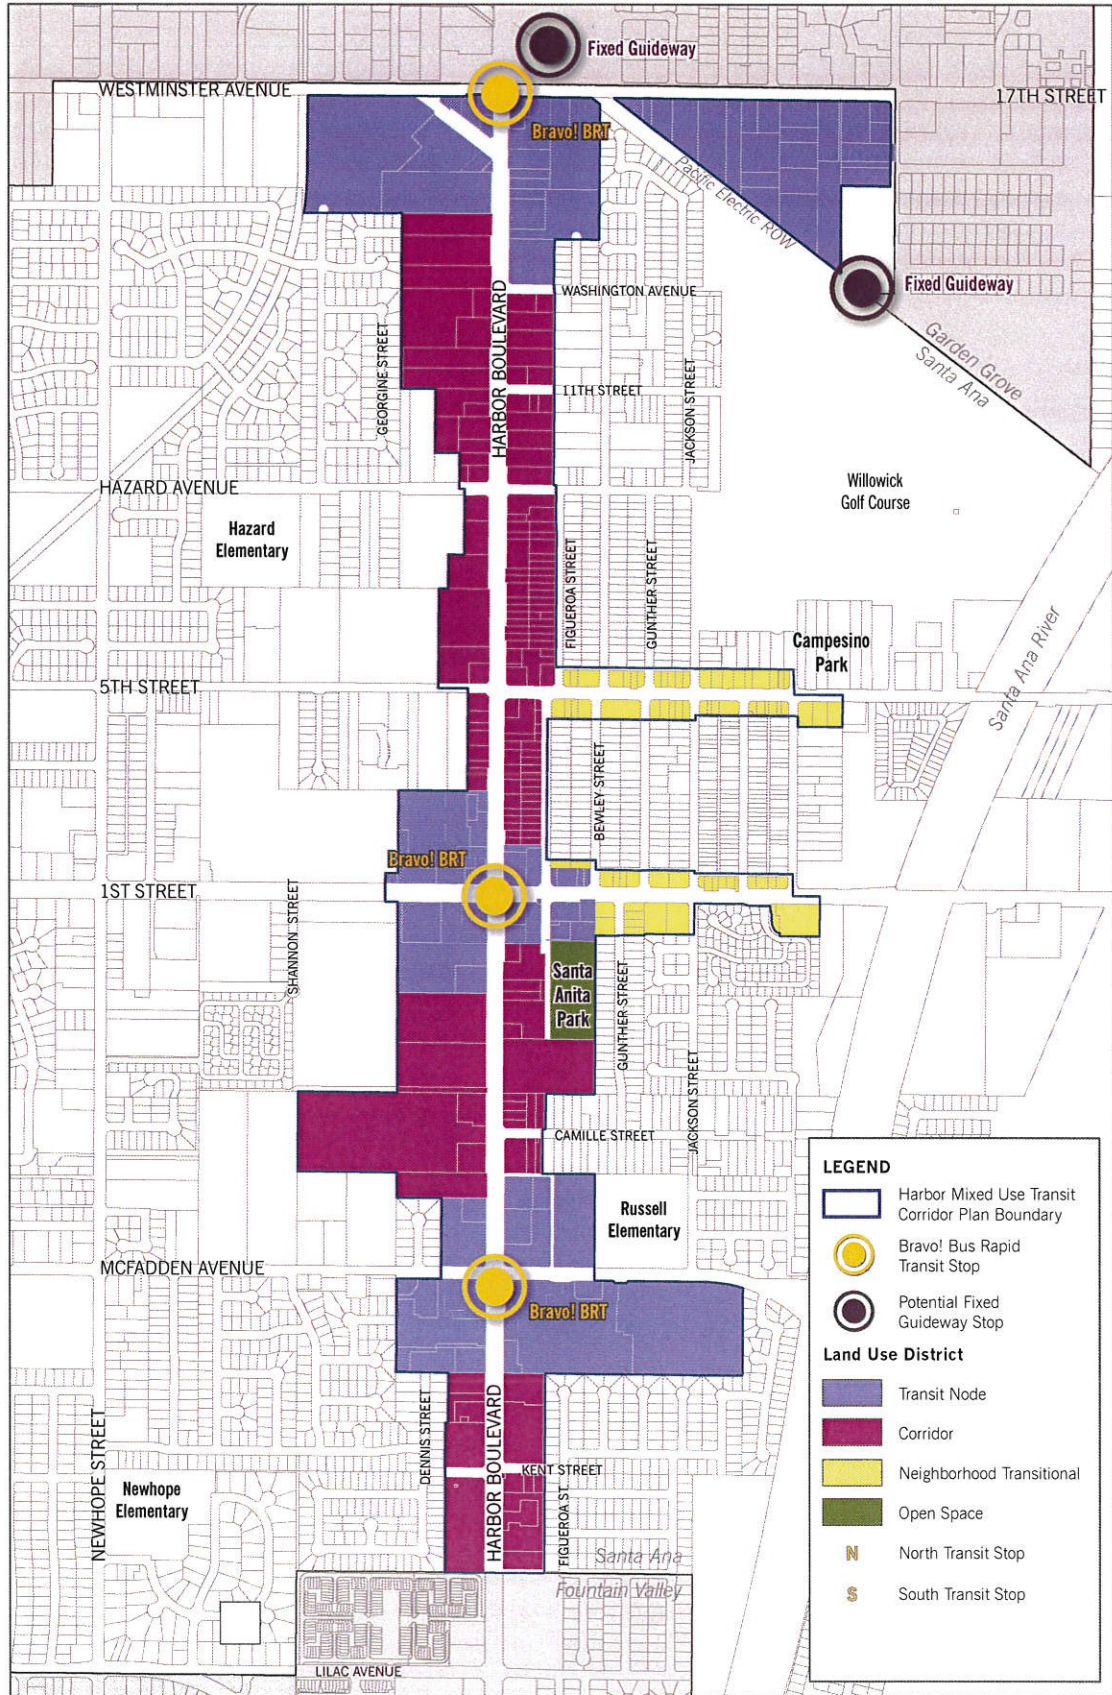 Fixed Guideway
WESTMINSTER AVENUE
17TH STREET
Bravo! BRT
Pacific Electric ROW
Fixed Guideway
WASHINGTON AVENUE
HARBOR BOULEVARD
GEORGINE STREET
Garden Grove
Santa Ana
11TH STREET
JACKSON STREET
HAZARD AVENUE
Willowick
Golf Course
Hazard
Elementary
FIGUEROA STREET
GUNTHER STREET
Campesino
Park
Santa Ana River
5TH STREET
BEWLEY STREET
Bravo! BRT
1ST STREET
SHANNON STREET
Santa
Anita
Park
GUNTHER STREET
JACKSON STREET
CAMILLE STREET
Russell
Elementary
MCFADDEN AVENUE
Bravo! BRT
HARBOR BOULEVARD
DENNIS STREET
NEWHOPE STREET
KENT STREET
Newhope
Elementary
FIGUEROA ST.
Santa Ana
Fountain Valley
LILAC AVENUE
LEGEND
Harbor Mixed Use Transit
Corridor Plan Boundary
Bravo! Bus Rapid
Transit Stop
Potential Fixed
Guideway Stop
Land Use District
Transit Node
Corridor
Neighborhood Transitional
Open Space
N North Transit Stop
S South Transit Stop